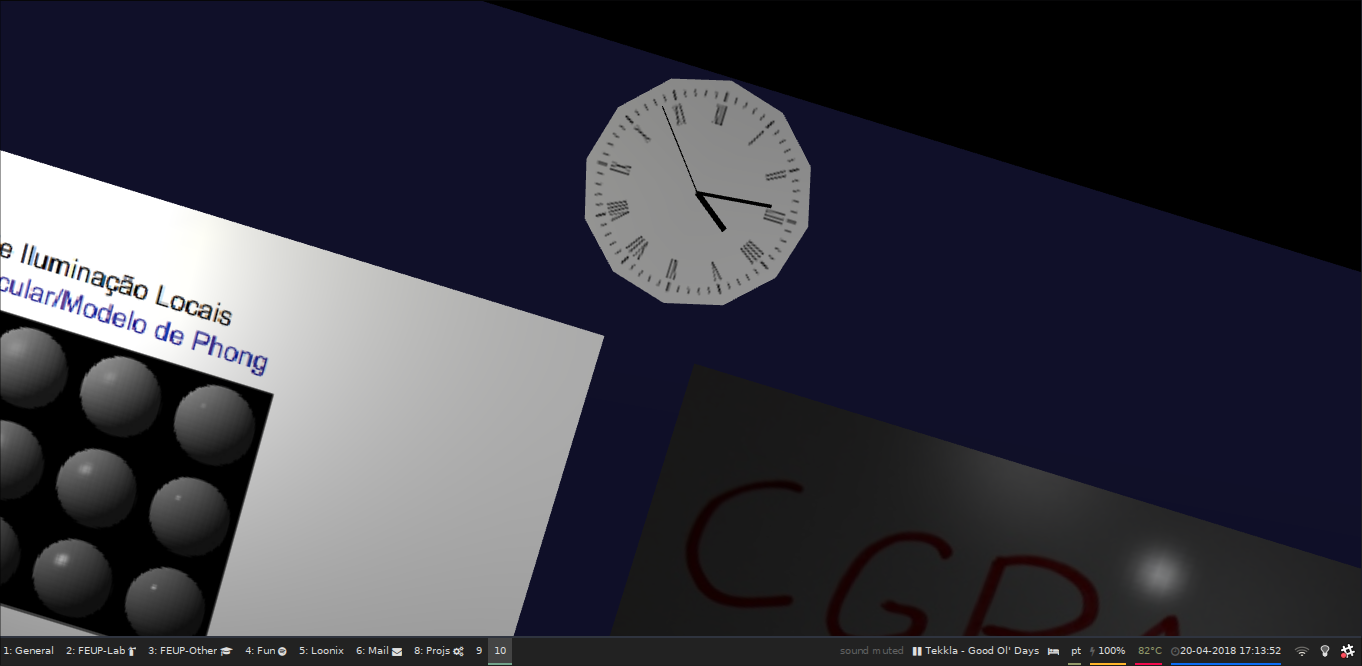 e Iluminação Locais
cular/Modelo de Phong
CGRA
1: General 2: FEUP-Lab 3: FEUP-Other 4: Fun 5: Loonix 6: Mail 8: Projs 9 10 sound muted Tekkla - Good Ol' Days pt 100% 82°C 20-04-2018 17:13:52